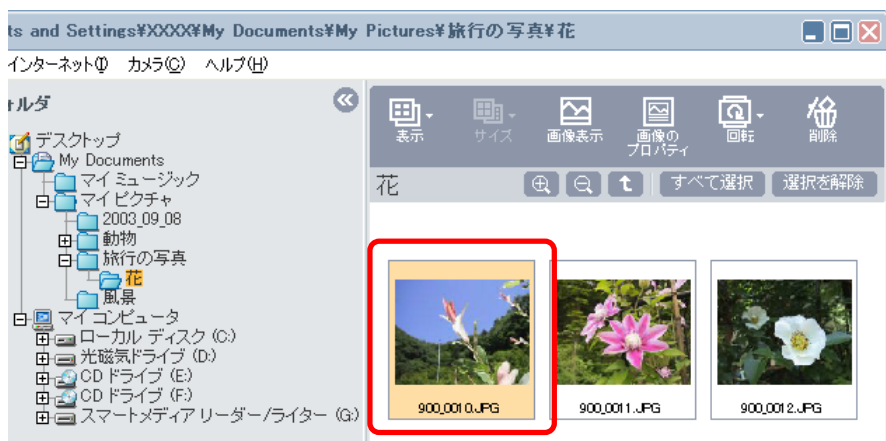 ts and Settings¥XXXX¥My Documents¥My Pictures¥旅行の写真¥花
インターネット(I) カメラ(C) ヘルプ(H)
ォルダ
デスクトップ
My Documents
マイ ミュージック
マイ ピクチャ
2003_09_08
動物
旅行の写真
花
風景
マイ コンピュータ
ローカル ディスク (C:)
光磁気ドライブ (D:)
CD ドライブ (E:)
CD ドライブ (F:)
スマートメディア リーダー/ライター (G:)
表示 サイズ 画像表示 画像の プロパティ 回転 削除
花 すべて選択 選択を解除
900_0010.JPG 900_0011.JPG 900_0012.JPG